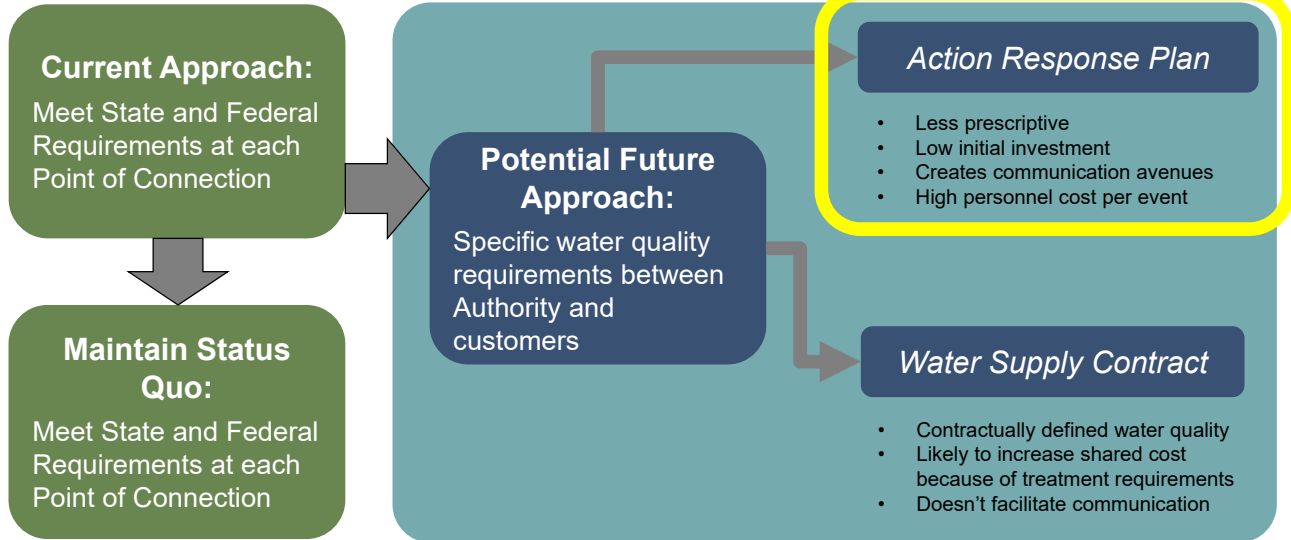 Current Approach:
Meet State and Federal
Requirements at each
Point of Connection
Maintain Status
Quo:
Meet State and Federal
Requirements at each
Point of Connection
Potential Future
Approach:
Specific water quality
requirements between
Authority and
customers
Action Response Plan
• Less prescriptive
• Low initial investment
• Creates communication avenues
• High personnel cost per event
Water Supply Contract
• Contractually defined water quality
• Likely to increase shared cost
because of treatment requirements
• Doesn’t facilitate communication